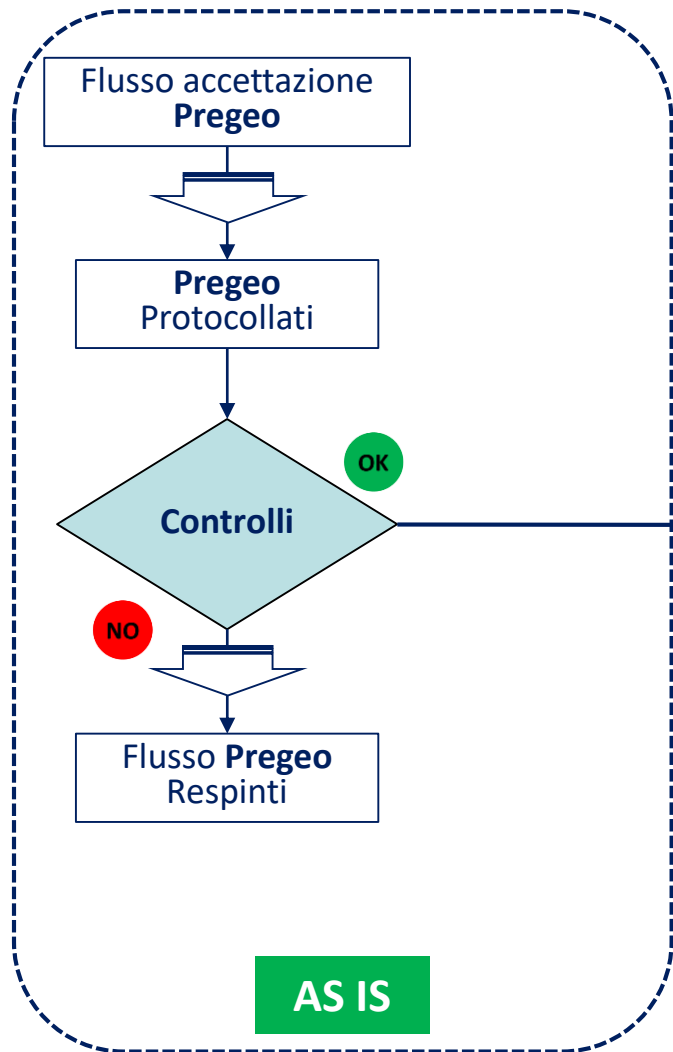 Flusso accettazione
Pregeo
Pregeo
Protocollati
OK
Controlli
NO
Flusso Pregeo
Respinti
AS IS